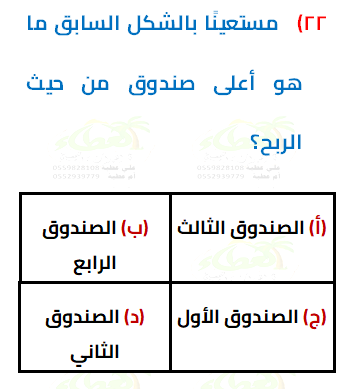 ٢٢) مستعينًا بالشكل السابق ما
هو أعلى صندوق من حيث
الربح؟
(أ) الصندوق الثالث
(ب) الصندوق
الرابع
(ج) الصندوق الأول
(د) الصندوق
الثاني